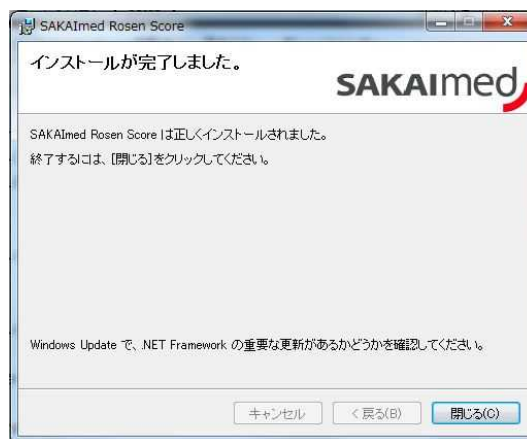 SAKAImed Rosen Score
インストールが完了しました。
SAKAImed
SAKAImed Rosen Score は正しくインストールされました。
終了するには、[閉じる]をクリックしてください。
Windows Update で、.NET Framework の重要な更新があるかどうかを確認してください。
キャンセル
< 戻る(B)
閉じる(C)